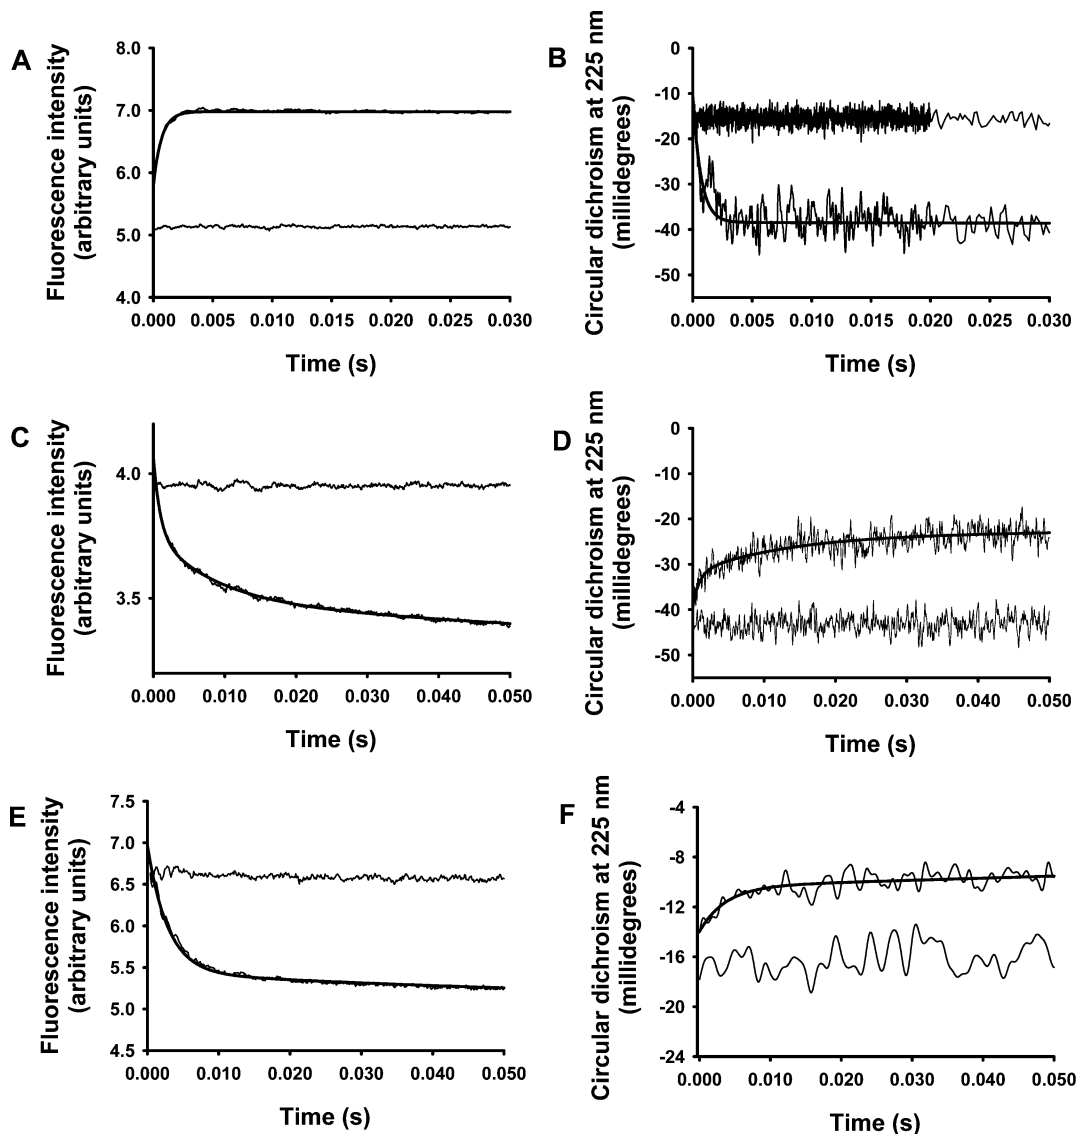 A
Fluorescence intensity
(arbitrary units)
8.0
7.0
6.0
5.0
4.0
0.000 0.005 0.010 0.015 0.020 0.025 0.030
Time (s)
B
Circular dichroism at 225 nm
(millidegrees)
0
-10
-20
-30
-40
-50
0.000 0.005 0.010 0.015 0.020 0.025 0.030
Time (s)
C
Fluorescence intensity
(arbitrary units)
4.0
3.5
0.000 0.010 0.020 0.030 0.040 0.050
Time (s)
D
Circular dichroism at 225 nm
(millidegrees)
0
-10
-20
-30
-40
-50
0.000 0.010 0.020 0.030 0.040 0.050
Time (s)
E
Fluorescence intensity
(arbitrary units)
7.5
7.0
6.5
6.0
5.5
5.0
4.5
0.000 0.010 0.020 0.030 0.040 0.050
Time (s)
F
Circular dichroism at 225 nm
(millidegrees)
-4
-8
-12
-16
-20
-24
0.000 0.010 0.020 0.030 0.040 0.050
Time (s)